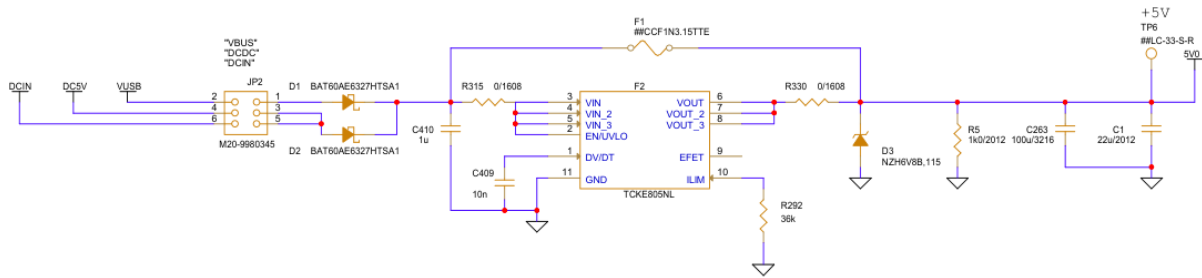 +5V
TP6
##LC-33-S-R
5V0
F1
##CCF1N3.15TTE
"VBUS"
"DCDC"
"DCIN"
JP2
DCIN
DC5V
VUSB
2
4
6
1
3
5
M20-9980345
D1 BAT60AE6327HTSA1
D2 BAT60AE6327HTSA1
R315 0/1608
C410
1u
C409
10n
F2
3 VIN
4 VIN_2
5 VIN_3
2 EN/UVLO
1 DV/DT
11 GND
VOUT 6
VOUT_2 7
VOUT_3 8
EFET 9
ILIM 10
TCKE805NL
R330 0/1608
R292
36k
D3
NZH6V8B,115
R5
1k0/2012
C263
100u/3216
C1
22u/2012